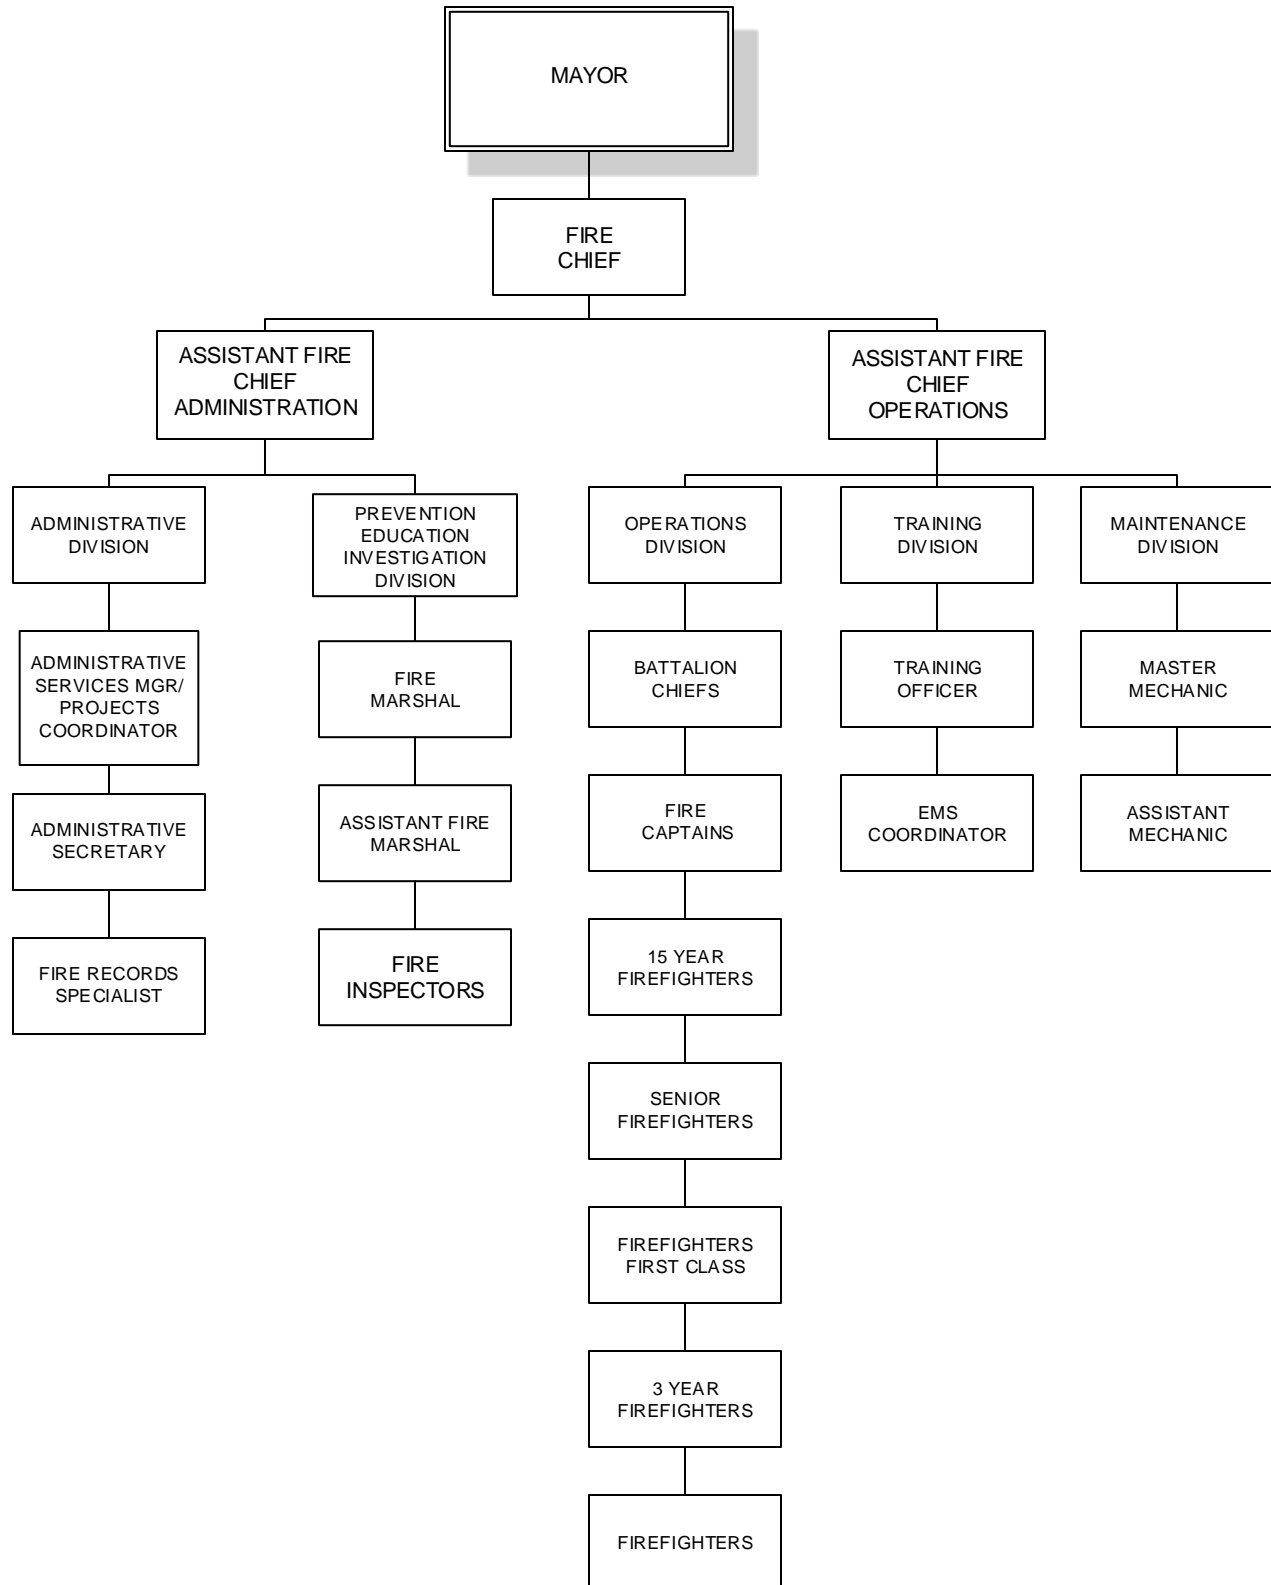 MAYOR
FIRE
CHIEF
ASSISTANT FIRE
CHIEF
ADMINISTRATION
ASSISTANT FIRE
CHIEF
OPERATIONS
ADMINISTRATIVE
DIVISION
PREVENTION
EDUCATION
INVESTIGATION
DIVISION
OPERATIONS
DIVISION
TRAINING
DIVISION
MAINTENANCE
DIVISION
ADMINISTRATIVE
SERVICES MGR/
PROJECTS
COORDINATOR
FIRE
MARSHAL
BATTALION
CHIEFS
TRAINING
OFFICER
MASTER
MECHANIC
ADMINISTRATIVE
SECRETARY
ASSISTANT FIRE
MARSHAL
FIRE
CAPTAINS
EMS
COORDINATOR
ASSISTANT
MECHANIC
FIRE RECORDS
SPECIALIST
FIRE
INSPECTORS
15 YEAR
FIREFIGHTERS
SENIOR
FIREFIGHTERS
FIREFIGHTERS
FIRST CLASS
3 YEAR
FIREFIGHTERS
FIREFIGHTERS